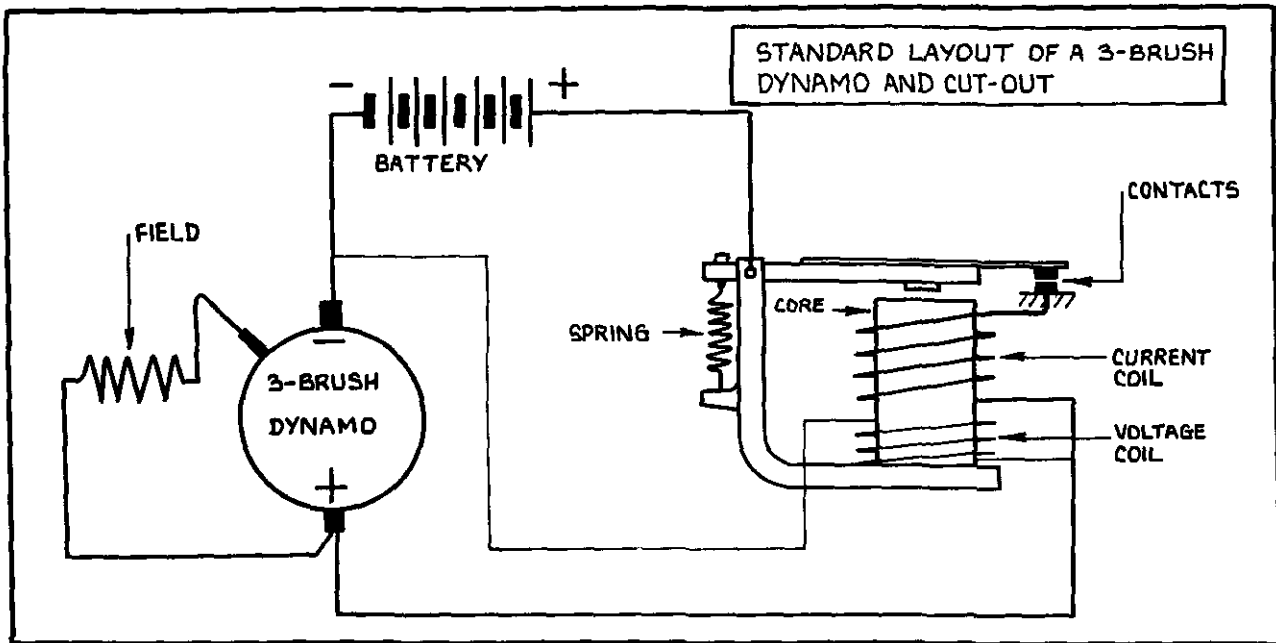 STANDARD LAYOUT OF A 3-BRUSH
DYNAMO AND CUT-OUT
- +
BATTERY
CONTACTS
FIELD
CORE
SPRING
CURRENT
COIL
-
3-BRUSH
DYNAMO
VOLTAGE
COIL
+